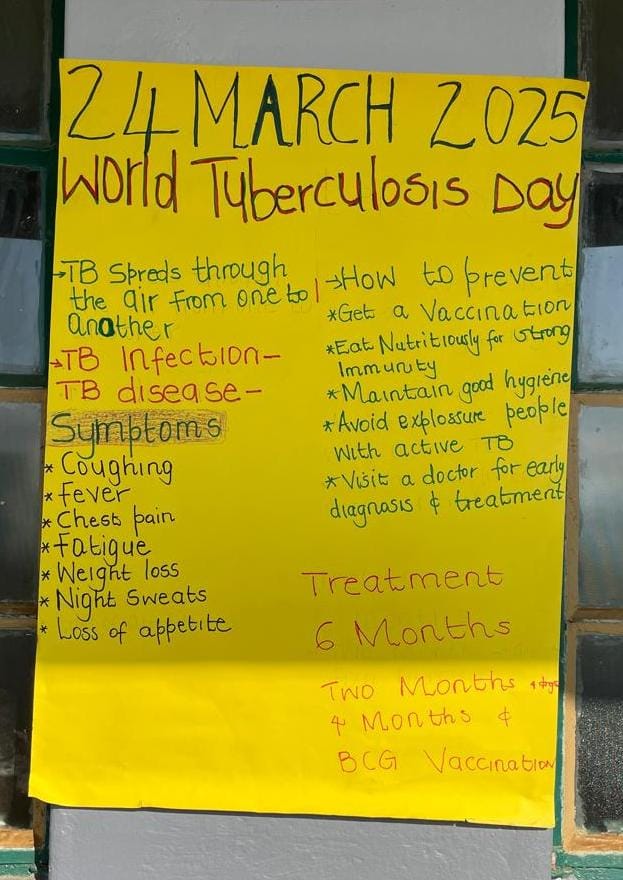 24 MARCH 2025
World Tuberculosis Day
→TB Spreds through
the air from one to
another
→TB Infection-
TB disease-
Symptoms
* Coughing
* Fever
* Chest pain
* Fatigue
* Weight loss
* Night Sweats
* Loss of appetite
→How to prevent
*Get a Vaccination
*Eat Nutritiously for strong
Immunity
*Maintain good hygiene
*Avoid explossure people
with active TB
*Visit a doctor for early
diagnosis & treatment
Treatment
6 Months
Two Months
4 Months &
BCG Vaccination